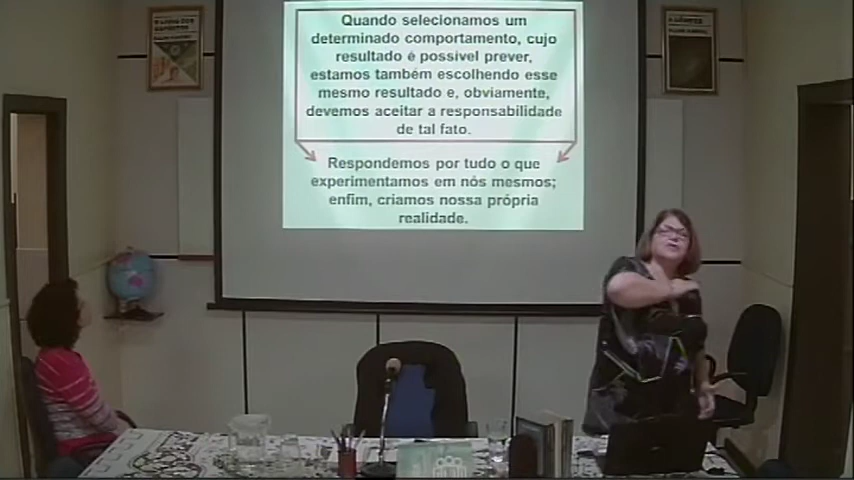 Quando selecionamos um
determinado comportamento, cujo
resultado é possível prever,
estamos também escolhendo esse
mesmo resultado e, obviamente,
devemos aceitar a responsabilidade
de tal fato.
Respondemos por tudo o que
experimentamos em nós mesmos;
enfim, criamos nossa própria
realidade.